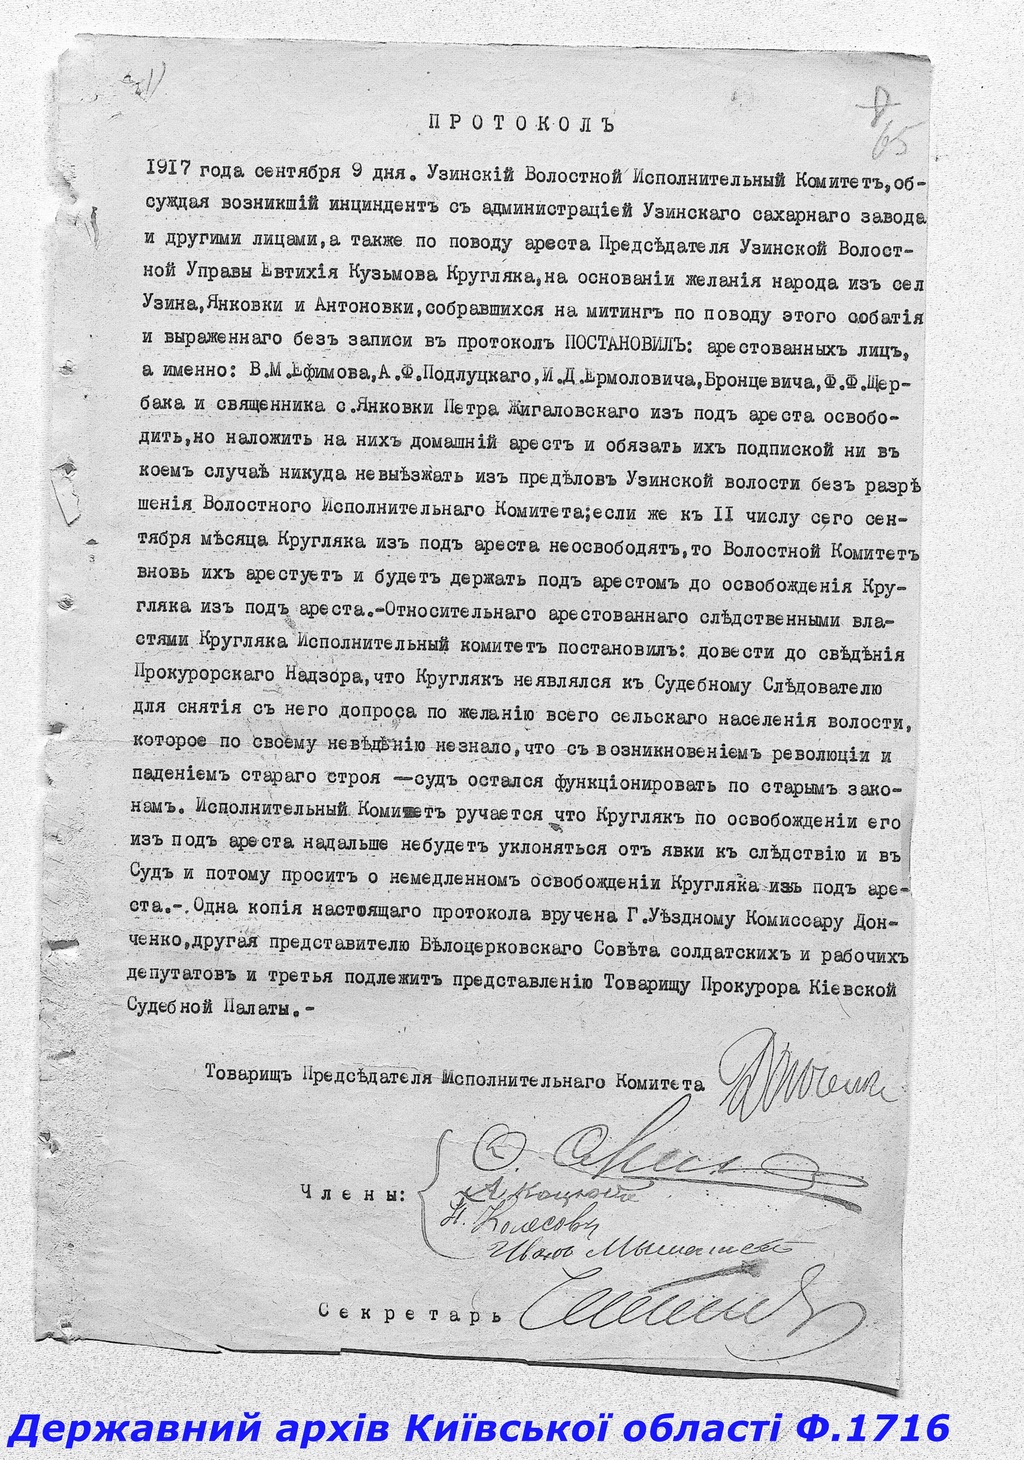 65
ПРОТОКОЛЪ
1917 года сентября 9 дня. Узинскій Волостной Исполнительный Комитетъ,об-
суждая возникшій инциндентъ съ администраціей Узинскаго сахарнаго завода
и другими лицами,а также по поводу ареста Предсѣдателя Узинской Волост-
ной Управы Евтихія Кузьмова Кругляка,на основаніи желанія народа изъ сел
Узина,Янковки и Антоновки,собравшихся на митингъ по поводу этого собатія
и выраженнаго безъ записи въ протоколъ ПОСТАНОВИЛЪ: арестованныхъ лицъ,
а именно: В.М.Ефимова,А.Ф.Подлуцкаго,И.Д.Ермоловича,Бронцевича,Ф.Ф.Щер-
бака и священника с.Янковки Петра Жигаловскаго изъ подъ ареста освобо-
дить,но наложить на нихъ домашній арестъ и обязать ихъ подпиской ни въ
коемъ случаѣ никуда невыѣзжать изъ предѣловъ Узинской волости безъ разрѣ
шенія Волостного Исполнительнаго Комитета;если же къ II числу сего сен-
тября мѣсяца Кругляка изъ подъ ареста неосвободятъ,то Волостной Комитетъ
вновь ихъ арестуетъ и будетъ держать подъ арестомъ до освобожденія Кру-
гляка изъ подъ ареста.-Относительнаго арестованнаго слѣдственными вла-
стями Кругляка Исполнительный комитетъ постановилъ: довести до свѣдѣнія
Прокурорскаго Надзора,что Круглякъ неявлялся къ Судебному Слѣдователю
для снятія съ него допроса по желанію всего сельскаго населенія волости,
которое по своему невѣдѣнію незнало,что съ возникновеніемъ революціи и
паденіемъ стараго строя —судъ остался функціонировать по старымъ зако-
намъ. Исполнительный Комитетъ ручается что Круглякъ по освобожденіи его
изъ подъ ареста надальше небудетъ уклоняться отъ явки къ слѣдствію и въ
Судъ и потому проситъ о немедленномъ освобожденіи Кругляка изъ подъ аре-
ста.-.Одна копія настоящаго протокола вручена Г.Уѣздному Комиссару Дон-
ченко,другая представителю Бѣлоцерковскаго Совѣта солдатскихъ и рабочихъ
депутатовъ и третья подлежитъ представленію Товарищу Прокурора Кіевской
Судебной Палаты.-
Товарищъ Предсѣдателя Исполнительнаго Комитета
Члены:
А. Коцюба
Н. Колесовъ
Иванъ
Секретарь
Державний архів Київської області Ф.1716